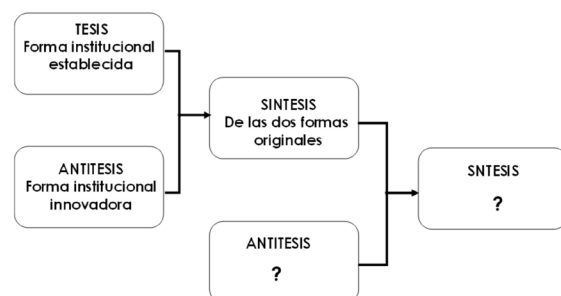 TESIS
Forma institucional
establecida
SINTESIS
De las dos formas
originales
ANTITESIS
Forma institucional
innovadora
SNTESIS
?
ANTITESIS
?